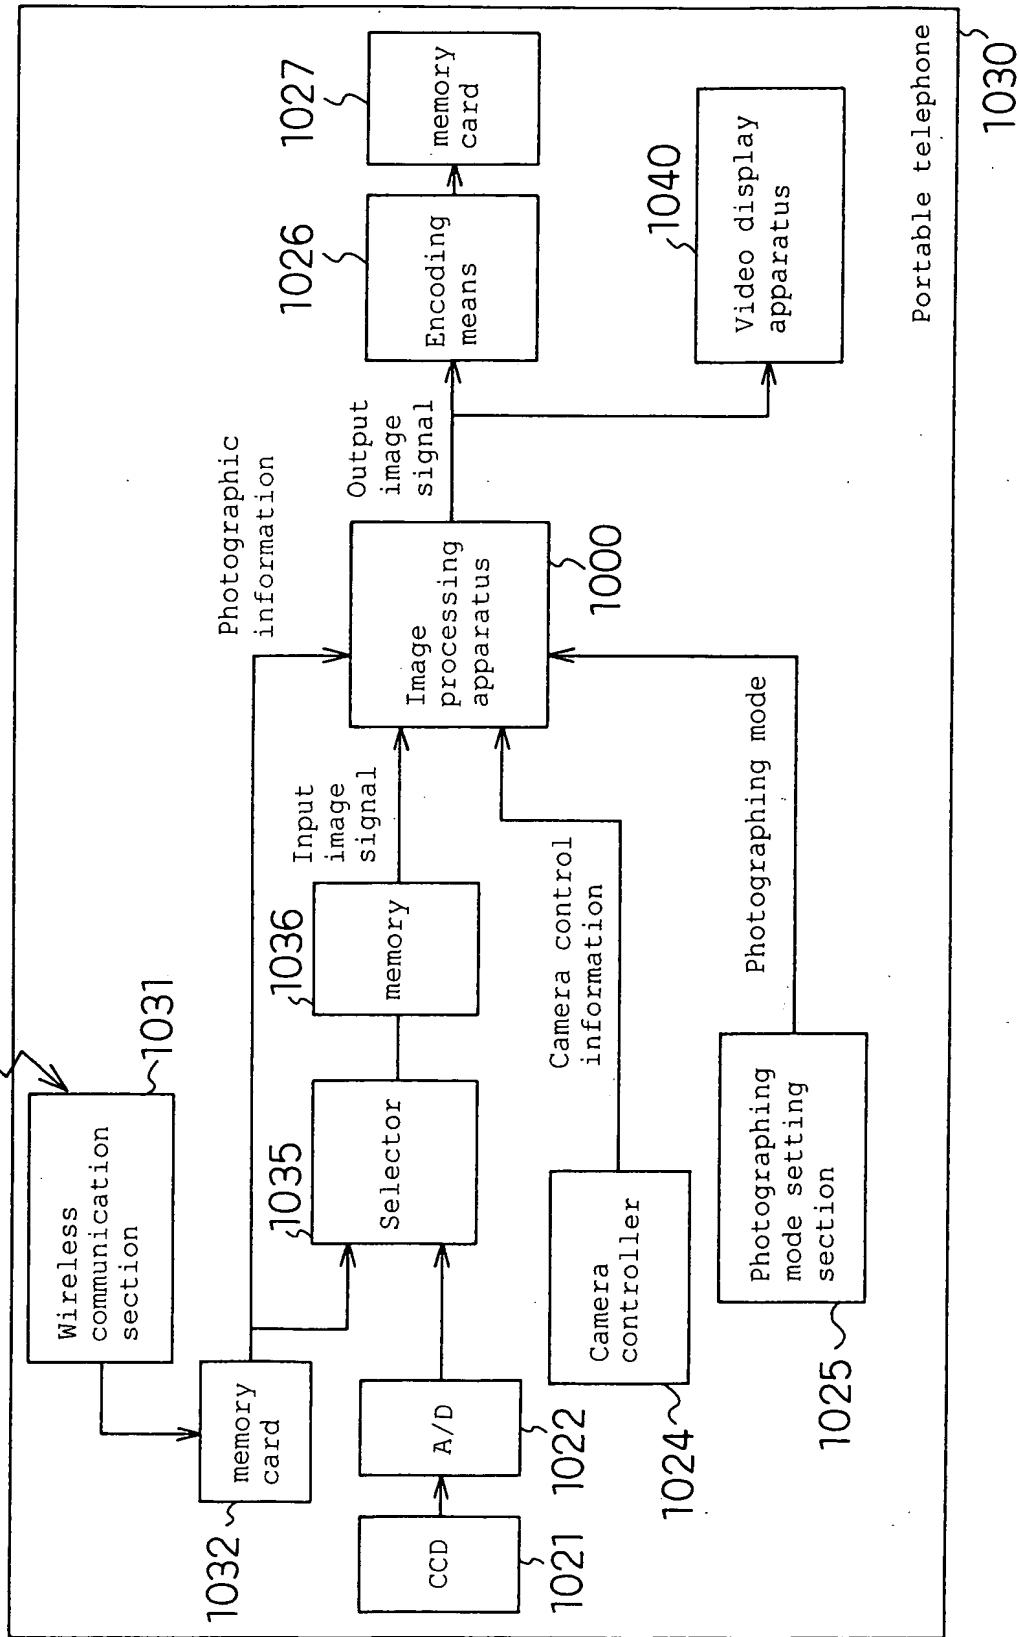 Wireless
communication
section
1031
memory
card
1032
Photographic
information
CCD
1021
A/D
1022
1035
Selector
1036
memory
Input
image
signal
Image
processing
apparatus
1000
Output
image
signal
1026
Encoding
means
1027
memory
card
Camera
controller
1024
Camera control
information
Photographing
mode setting
section
1025
Photographing mode
1040
Video display
apparatus
Portable telephone
1030